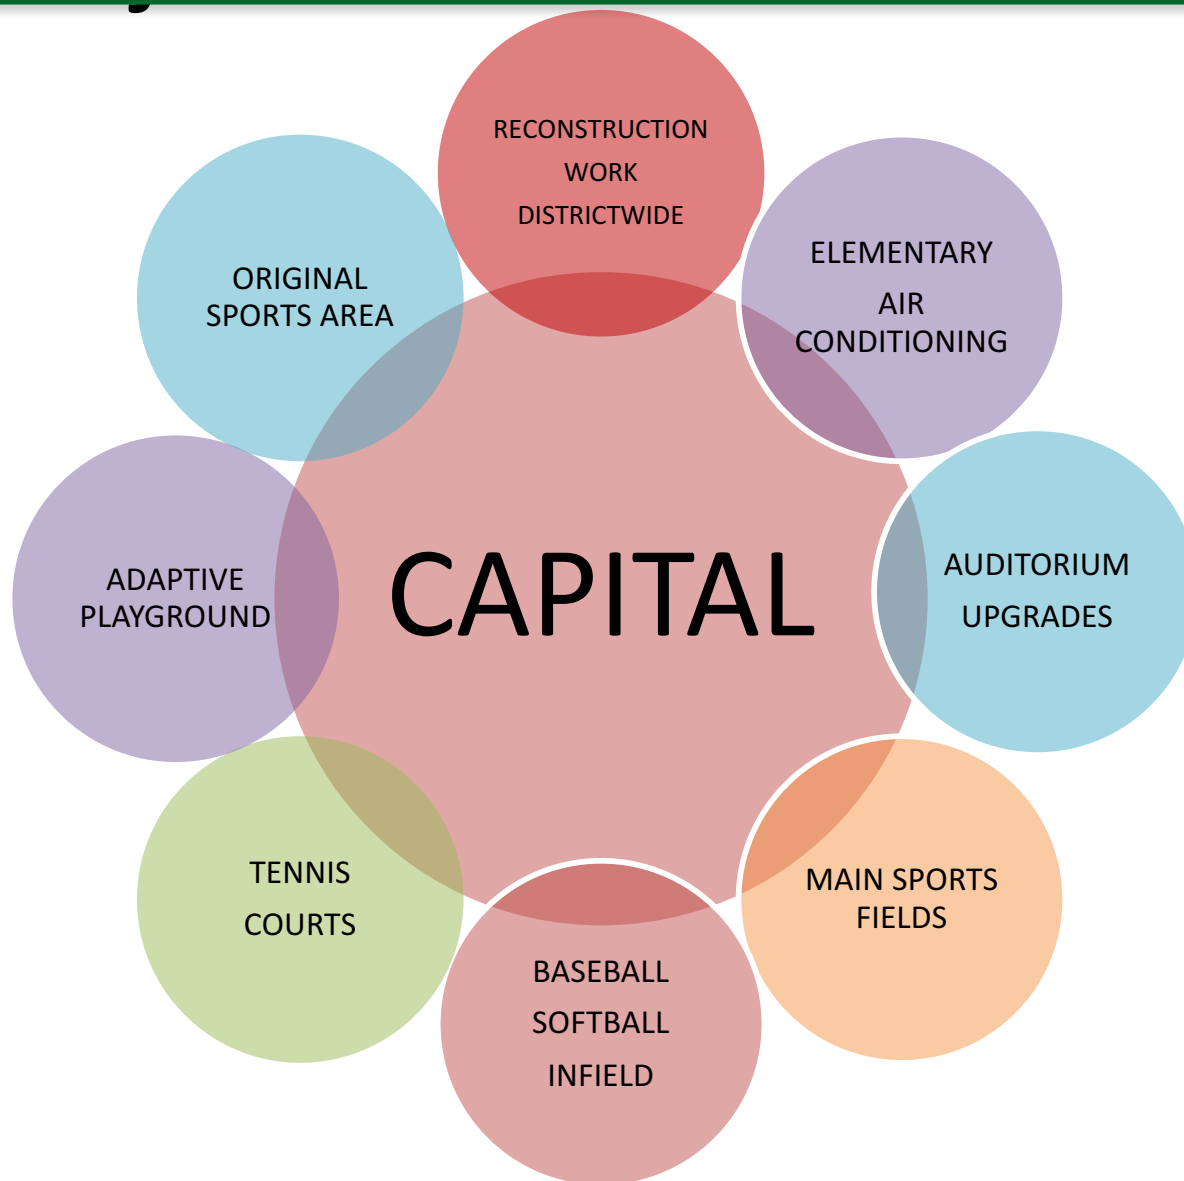 RECONSTRUCTION
WORK
DISTRICTWIDE
ELEMENTARY
AIR
CONDITIONING
AUDITORIUM
UPGRADES
MAIN SPORTS
FIELDS
BASEBALL
SOFTBALL
INFIELD
TENNIS
COURTS
ADAPTIVE
PLAYGROUND
ORIGINAL
SPORTS AREA
CAPITAL